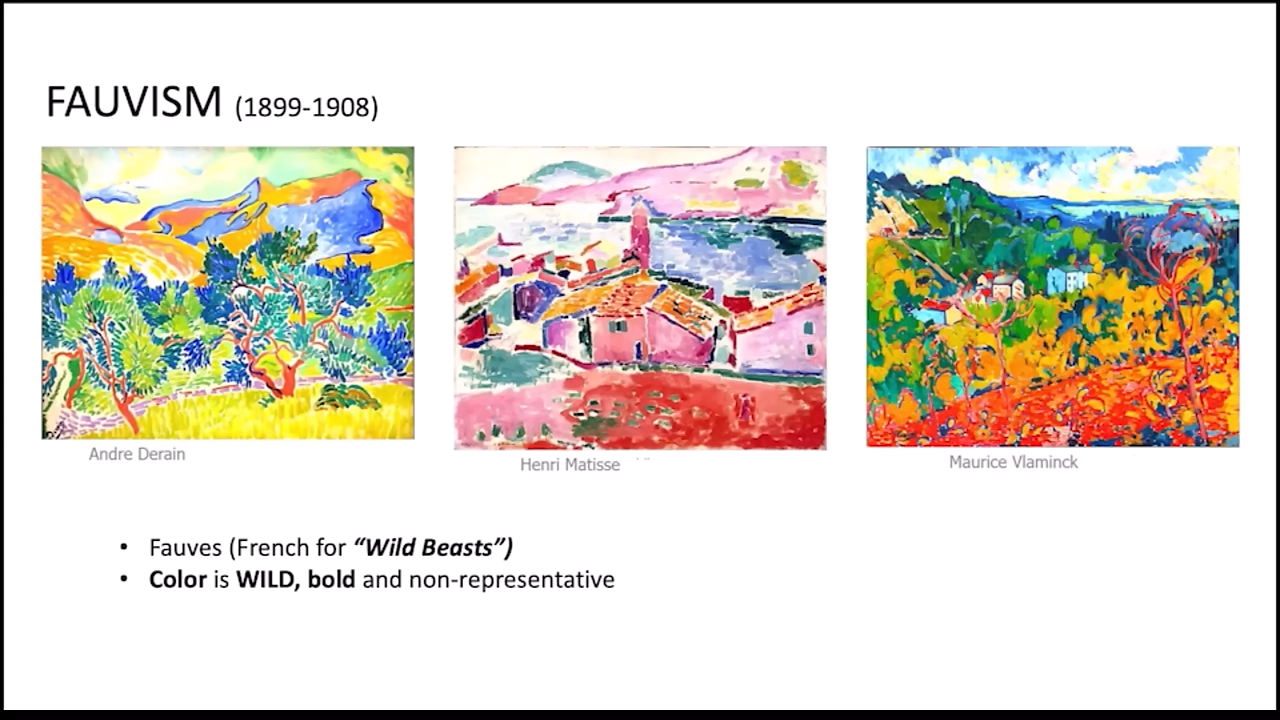 FAUVISM (1899-1908)
Andre Derain
Henri Matisse
Maurice Vlaminck
• Fauves (French for “Wild Beasts”)
• Color is WILD, bold and non-representative